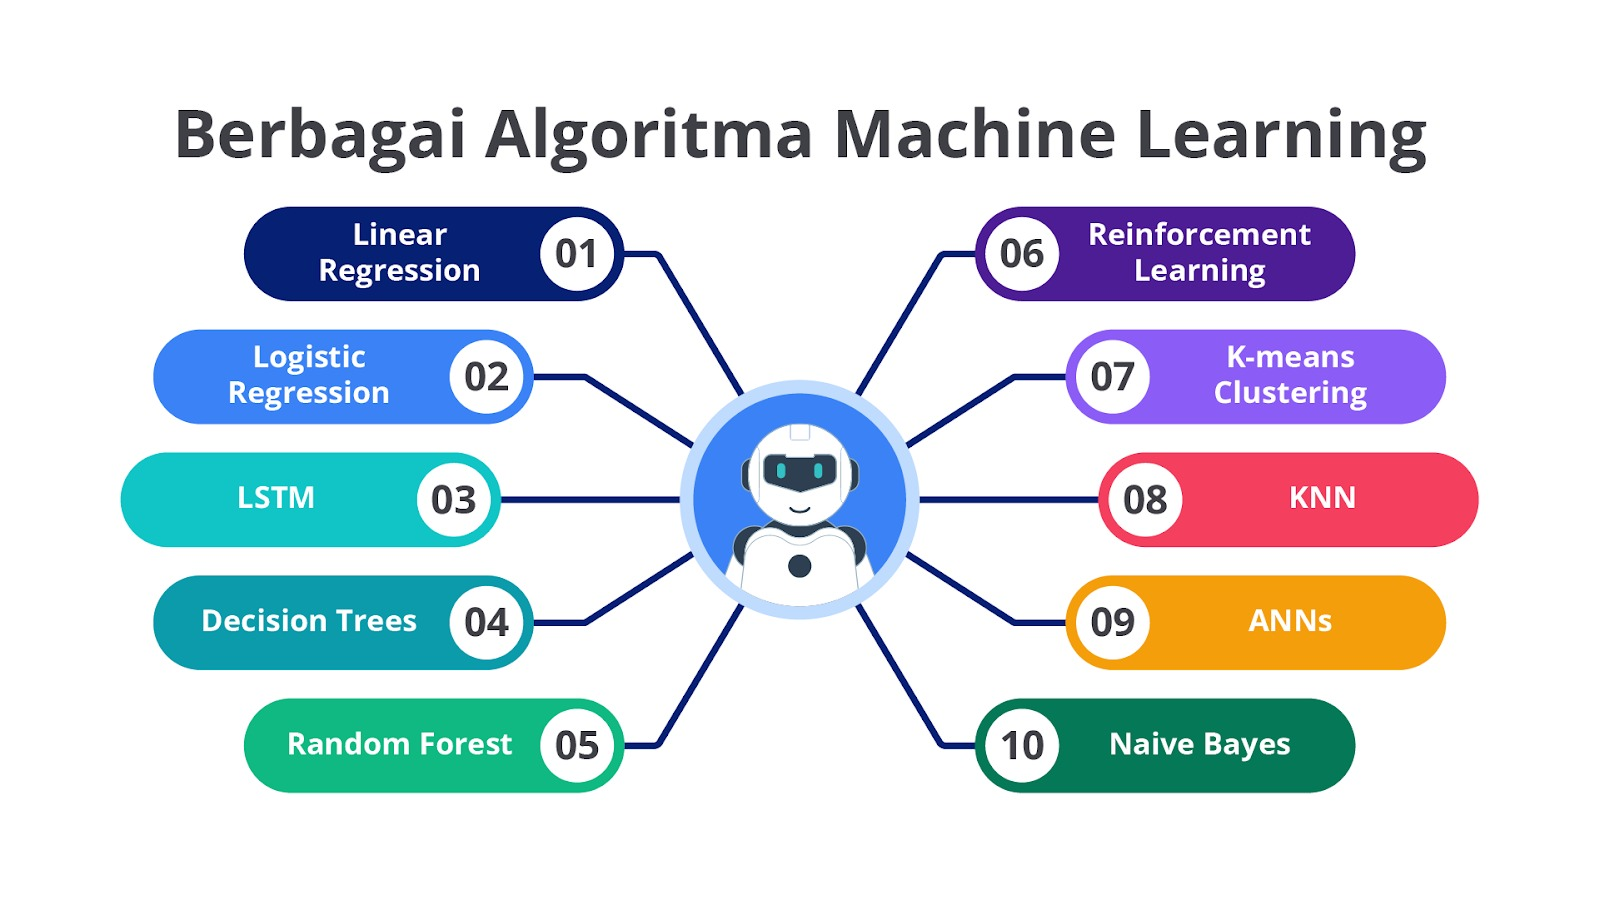 Berbagai Algoritma Machine Learning
Linear
Regression
01
Logistic
Regression
02
LSTM
03
Decision Trees
04
Random Forest
05
06
Reinforcement
Learning
07
K-means
Clustering
08
KNN
09
ANNs
10
Naive Bayes